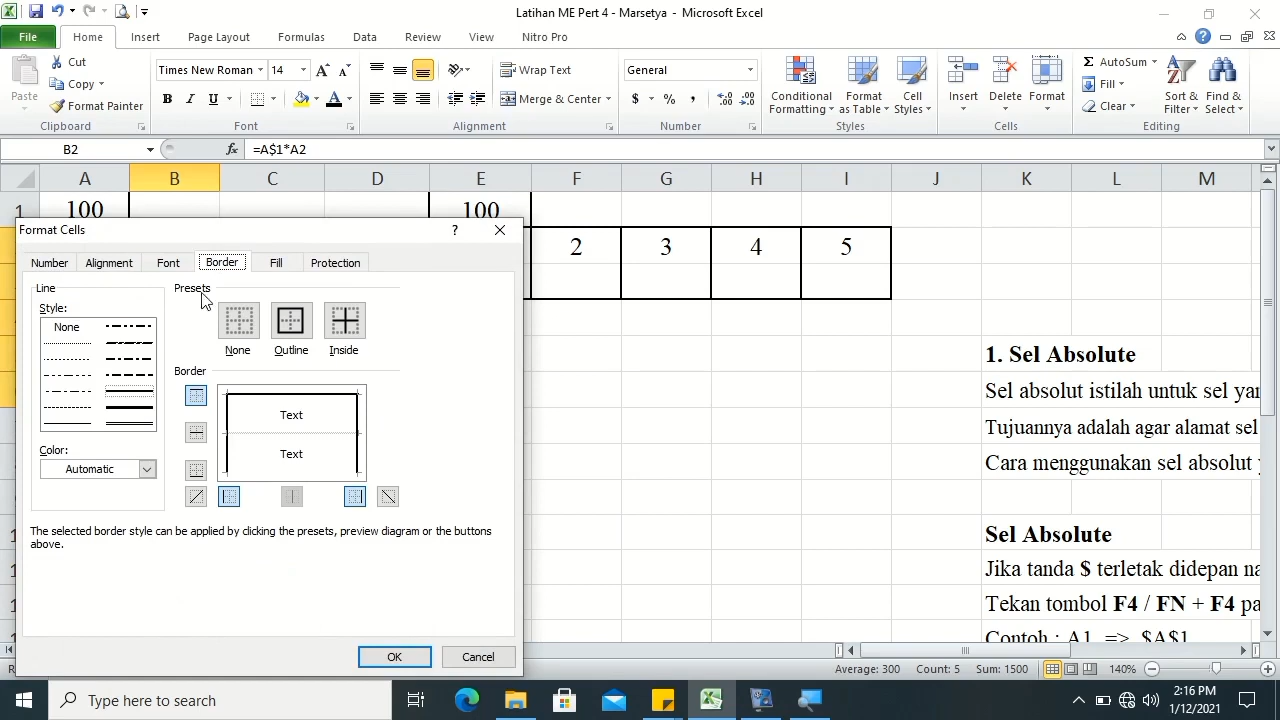 Latihan ME Pert 4 - Marsetya - Microsoft Excel
File Home Insert Page Layout Formulas Data Review View Nitro Pro
Paste
Cut
Copy
Format Painter
Clipboard
Times New Roman 14
B I U
Font
Wrap Text
Merge & Center
Alignment
General
$ % ,
Number
Conditional Formatting
Format as Table
Cell Styles
Styles
Insert Delete Format
Cells
AutoSum
Fill
Clear
Sort & Filter
Find & Select
Editing
B2 fx =A$1*A2
A B C D E F G H I J K L M
1 100 100
2 3 4 5
1. Sel Absolute
Sel absolut istilah untuk sel yan
Tujuannya adalah agar alamat sel
Cara menggunakan sel absolut y
Sel Absolute
Jika tanda $ terletak didepan na
Tekan tombol F4 / FN + F4 pa
Contoh : A1 => $A$1
Format Cells ?
Number Alignment Font Border Fill Protection
Line
Style:
None
Color:
Automatic
Presets
None Outline Inside
Border
Text
Text
The selected border style can be applied by clicking the presets, preview diagram or the buttons
above.
OK Cancel
Average: 300 Count: 5 Sum: 1500 140%
Type here to search
2:16 PM
1/12/2021